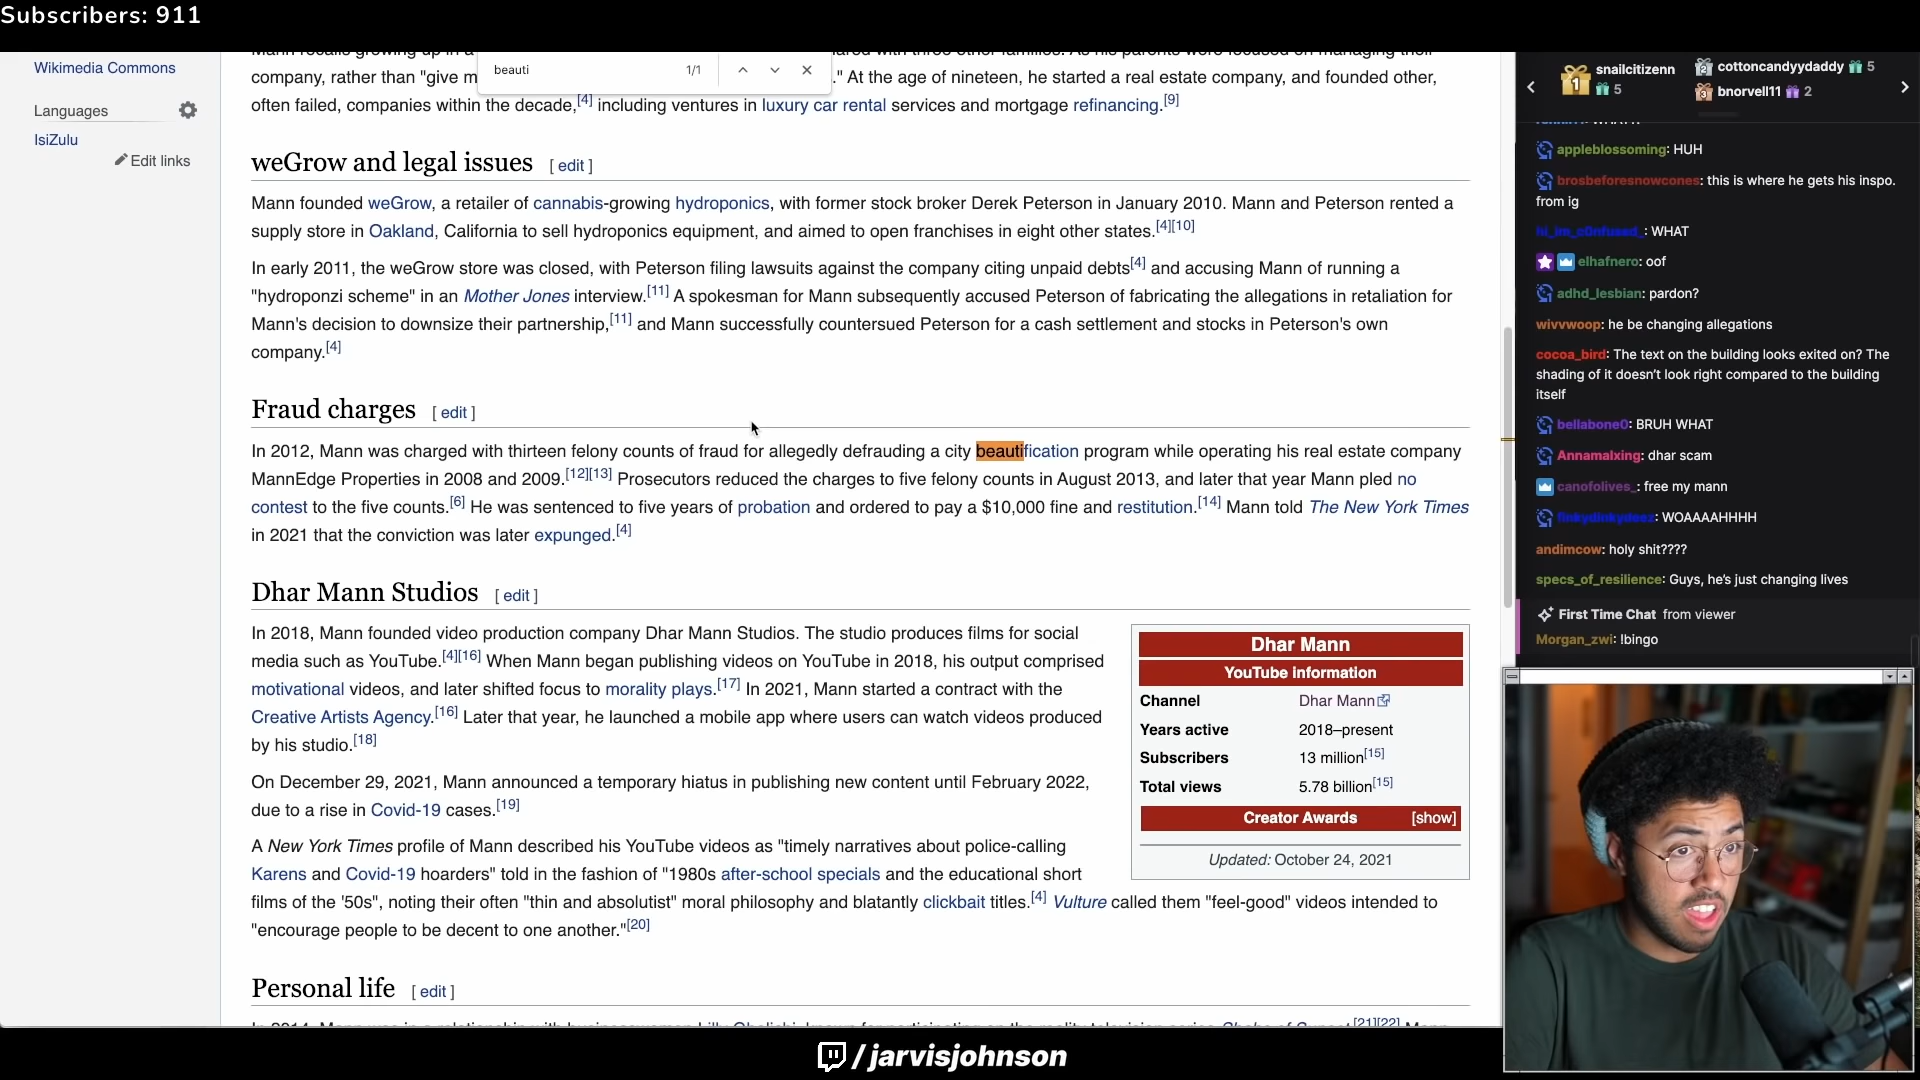 Subscribers: 911
Wikimedia Commons
Languages
IsiZulu
Edit links
beauti
1/1
company, rather than "give m
." At the age of nineteen, he started a real estate company, and founded other,
often failed, companies within the decade,[4] including ventures in luxury car rental services and mortgage refinancing.[9]
weGrow and legal issues [ edit ]
Mann founded weGrow, a retailer of cannabis-growing hydroponics, with former stock broker Derek Peterson in January 2010. Mann and Peterson rented a
supply store in Oakland, California to sell hydroponics equipment, and aimed to open franchises in eight other states.[4][10]
In early 2011, the weGrow store was closed, with Peterson filing lawsuits against the company citing unpaid debts[4] and accusing Mann of running a
"hydroponzi scheme" in an Mother Jones interview.[11] A spokesman for Mann subsequently accused Peterson of fabricating the allegations in retaliation for
Mann's decision to downsize their partnership,[11] and Mann successfully countersued Peterson for a cash settlement and stocks in Peterson's own
company.[4]
Fraud charges [ edit ]
In 2012, Mann was charged with thirteen felony counts of fraud for allegedly defrauding a city beautification program while operating his real estate company
MannEdge Properties in 2008 and 2009.[12][13] Prosecutors reduced the charges to five felony counts in August 2013, and later that year Mann pled no
contest to the five counts.[6] He was sentenced to five years of probation and ordered to pay a $10,000 fine and restitution.[14] Mann told The New York Times
in 2021 that the conviction was later expunged.[4]
Dhar Mann Studios [ edit ]
In 2018, Mann founded video production company Dhar Mann Studios. The studio produces films for social
media such as YouTube.[4][16] When Mann began publishing videos on YouTube in 2018, his output comprised
motivational videos, and later shifted focus to morality plays.[17] In 2021, Mann started a contract with the
Creative Artists Agency.[16] Later that year, he launched a mobile app where users can watch videos produced
by his studio.[18]
On December 29, 2021, Mann announced a temporary hiatus in publishing new content until February 2022,
due to a rise in Covid-19 cases.[19]
A New York Times profile of Mann described his YouTube videos as "timely narratives about police-calling
Karens and Covid-19 hoarders" told in the fashion of "1980s after-school specials and the educational short
films of the '50s", noting their often "thin and absolutist" moral philosophy and blatantly clickbait titles.[4] Vulture called them "feel-good" videos intended to
"encourage people to be decent to one another."[20]
Dhar Mann
YouTube information
Channel Dhar Mann
Years active 2018–present
Subscribers 13 million[15]
Total views 5.78 billion[15]
Creator Awards [show]
Updated: October 24, 2021
Personal life [ edit ]
snailcitizenn
5
cottoncandyydaddy 5
bnorvell11 2
appleblossoming: HUH
brosbeforesnowcones: this is where he gets his inspo.
from ig
hi_im_c0nfused_: WHAT
elhafnero: oof
adhd_lesbian: pardon?
wivvwoop: he be changing allegations
cocoa_bird: The text on the building looks exited on? The
shading of it doesn't look right compared to the building
itself
bellabone0: BRUH WHAT
Annamalxing: dhar scam
canofolives_: free my mann
: WOAAAAHHHH
andimcow: holy shit????
specs_of_resilience: Guys, he's just changing lives
First Time Chat from viewer
Morgan_zwi: !bingo
/jarvisjohnson